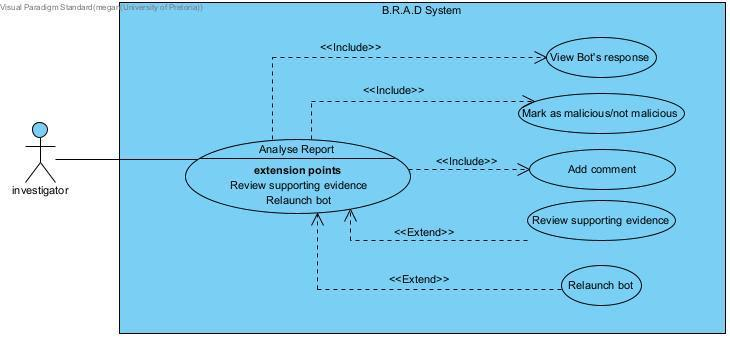 Visual Paradigm Standard(megan(University of Pretoria))
B.R.A.D System
<<Include>>
View Bot's response
<<Include>>
Mark as malicious/not malicious
investigator
Analyse Report
extension points
Review supporting evidence
Relaunch bot
<<Include>>
Add comment
<<Extend>>
Review supporting evidence
<<Extend>>
Relaunch bot